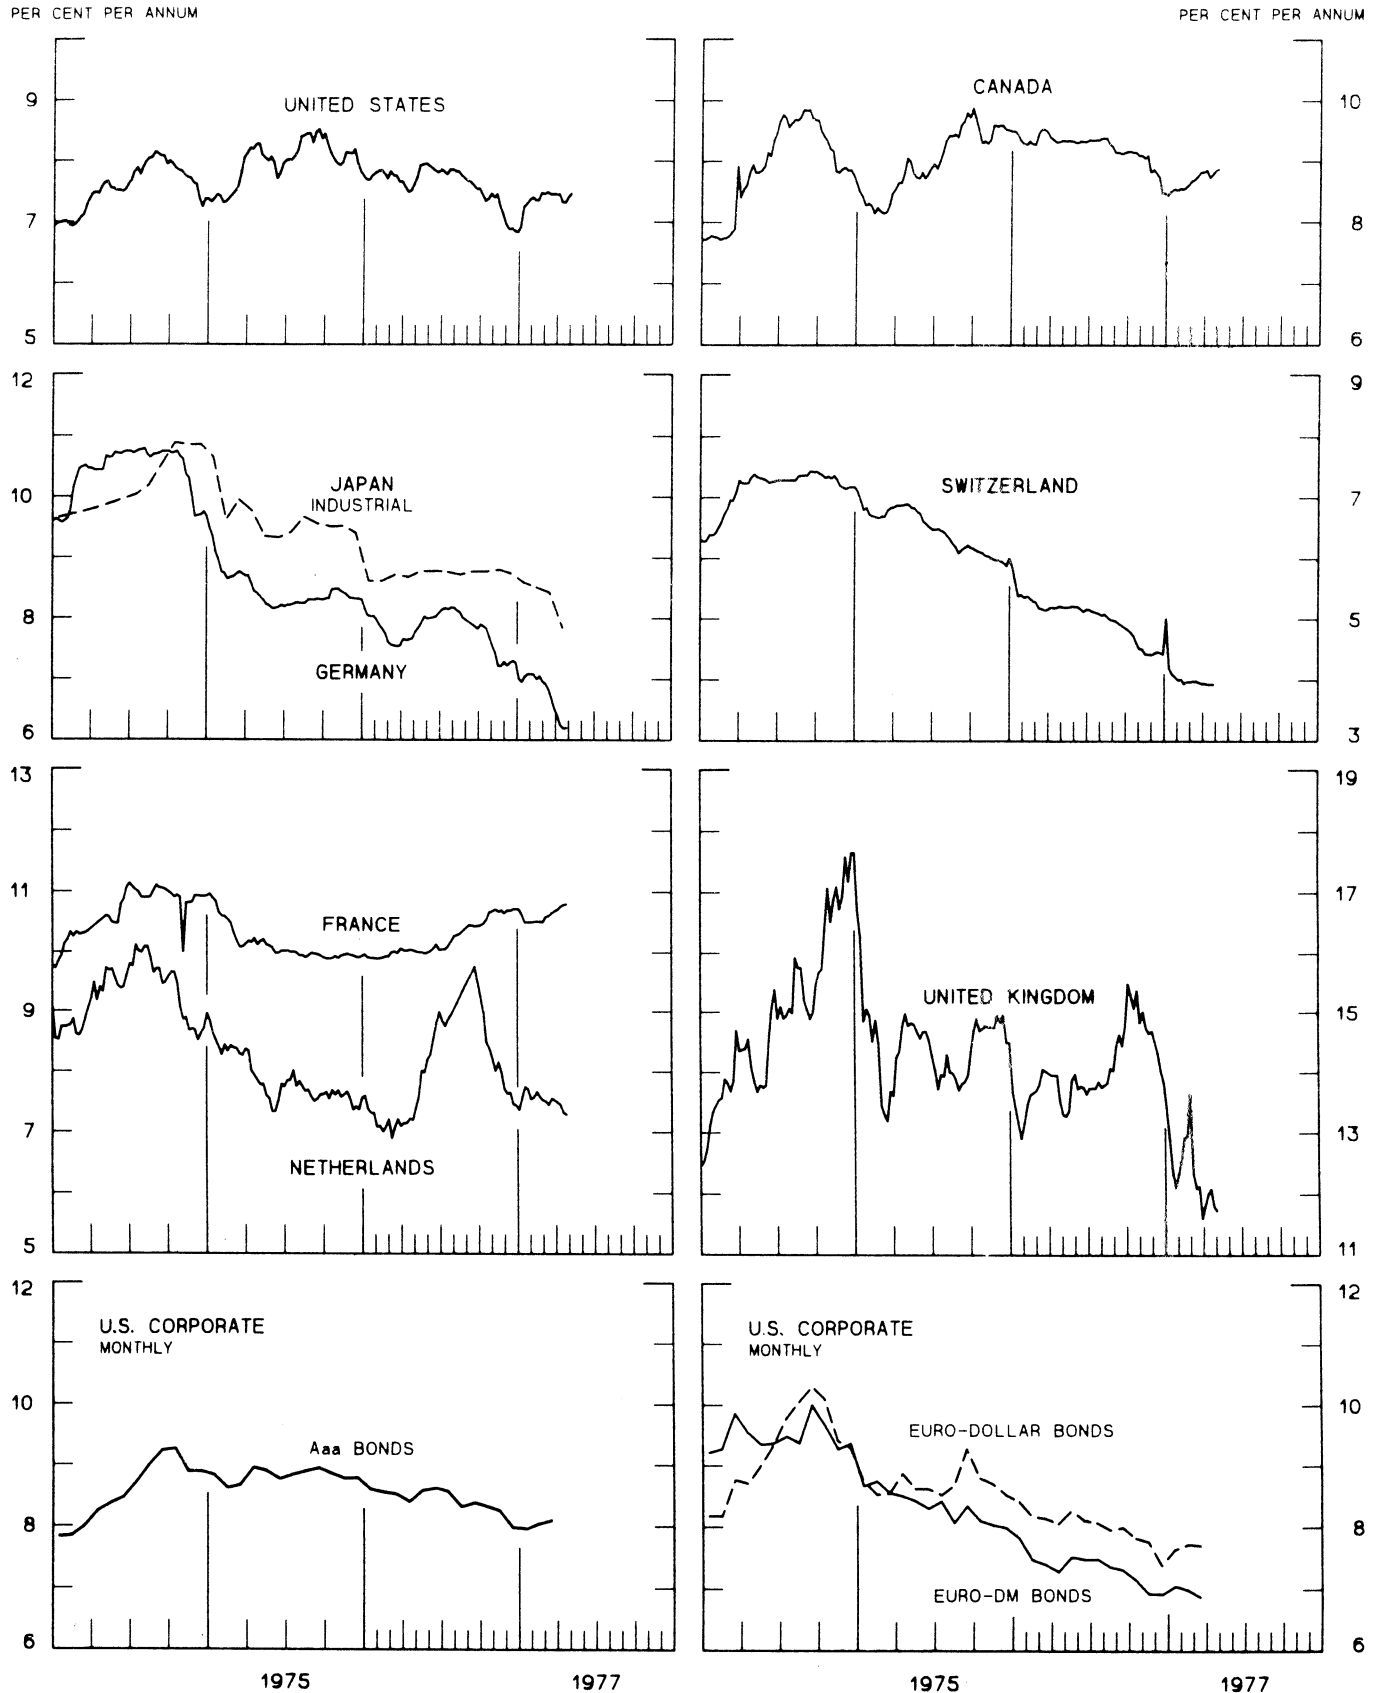 PER CENT PER ANNUM
PER CENT PER ANNUM
UNITED STATES
9
7
5
CANADA
10
8
6
12
10
8
6
JAPAN
INDUSTRIAL
GERMANY
SWITZERLAND
9
7
5
3
13
11
9
7
5
FRANCE
NETHERLANDS
UNITED KINGDOM
19
17
15
13
11
12
10
8
6
U.S. CORPORATE
MONTHLY
Aaa BONDS
U.S. CORPORATE
MONTHLY
EURO-DOLLAR BONDS
EURO-DM BONDS
12
10
8
6
1975
1977
1975
1977